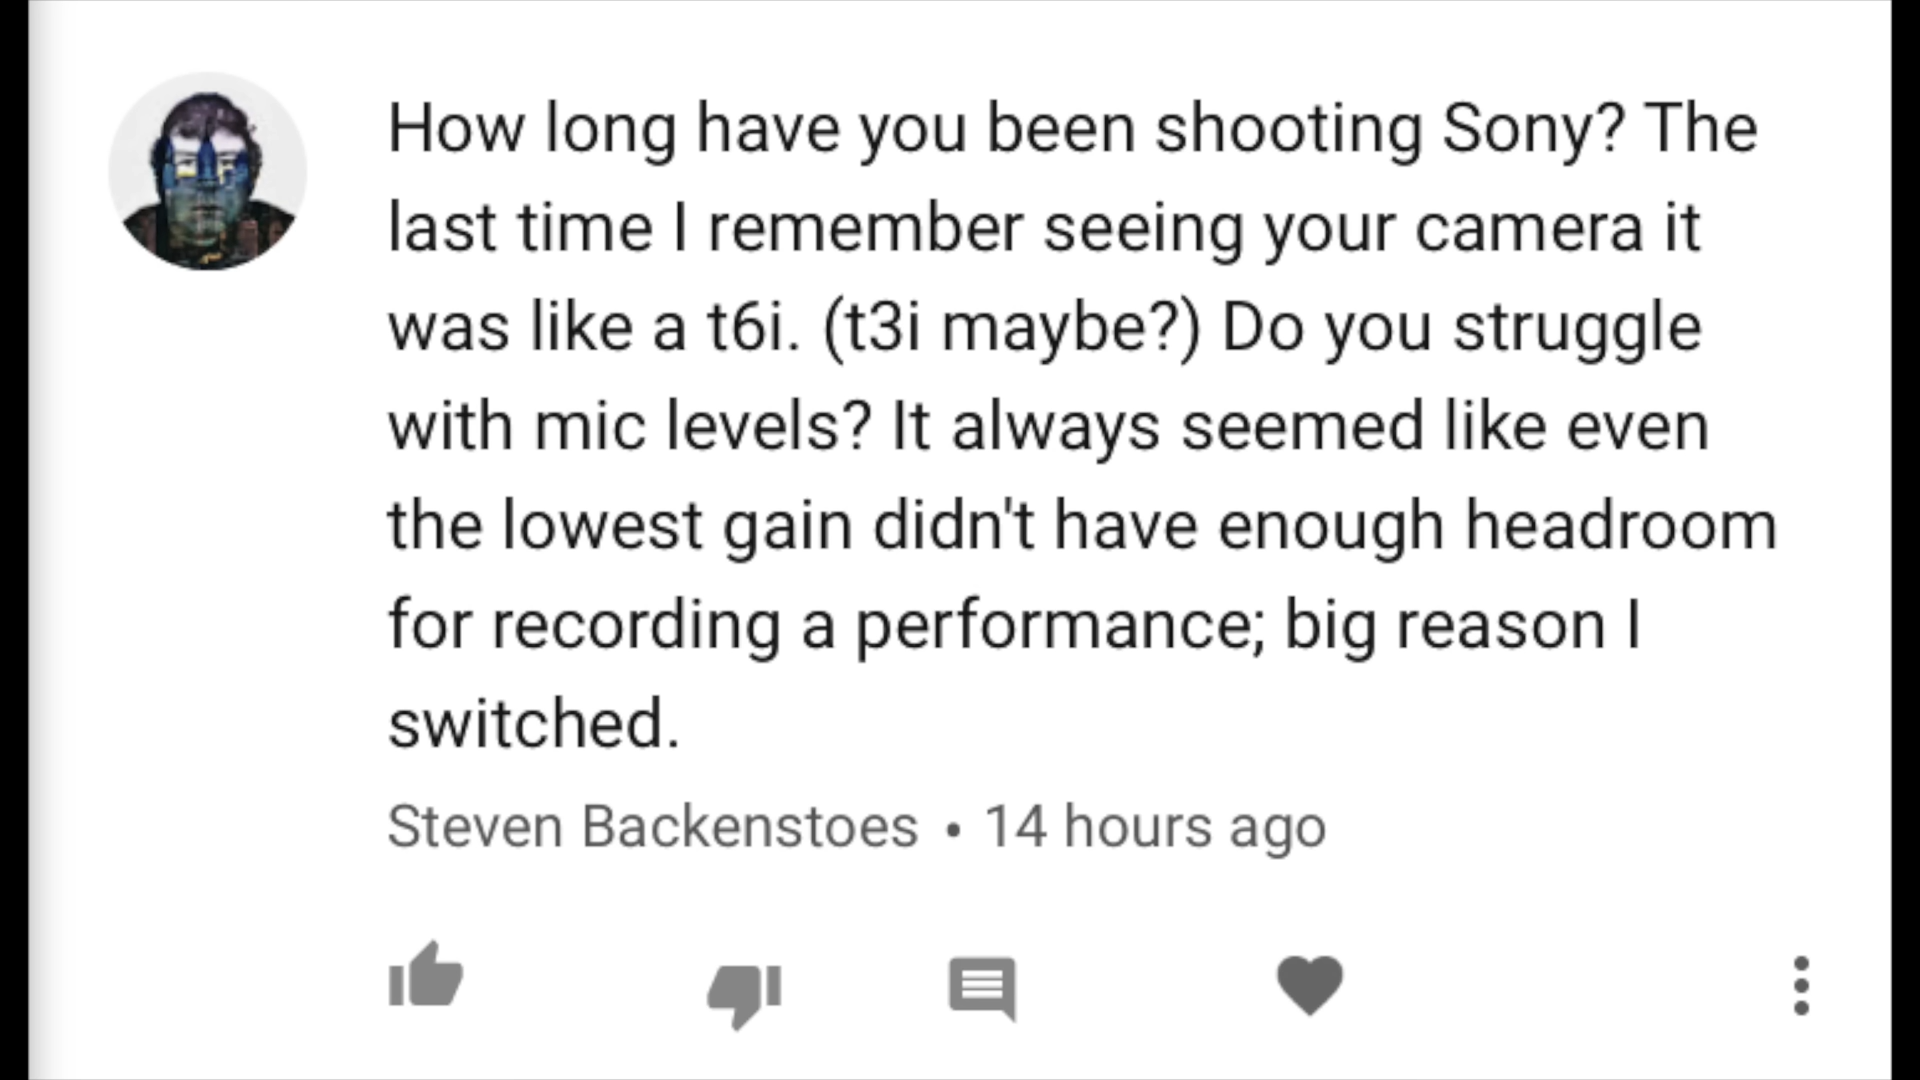 How long have you been shooting Sony? The
last time I remember seeing your camera it
was like a t6i. (t3i maybe?) Do you struggle
with mic levels? It always seemed like even
the lowest gain didn't have enough headroom
for recording a performance; big reason I
switched.
Steven Backenstoes • 14 hours ago